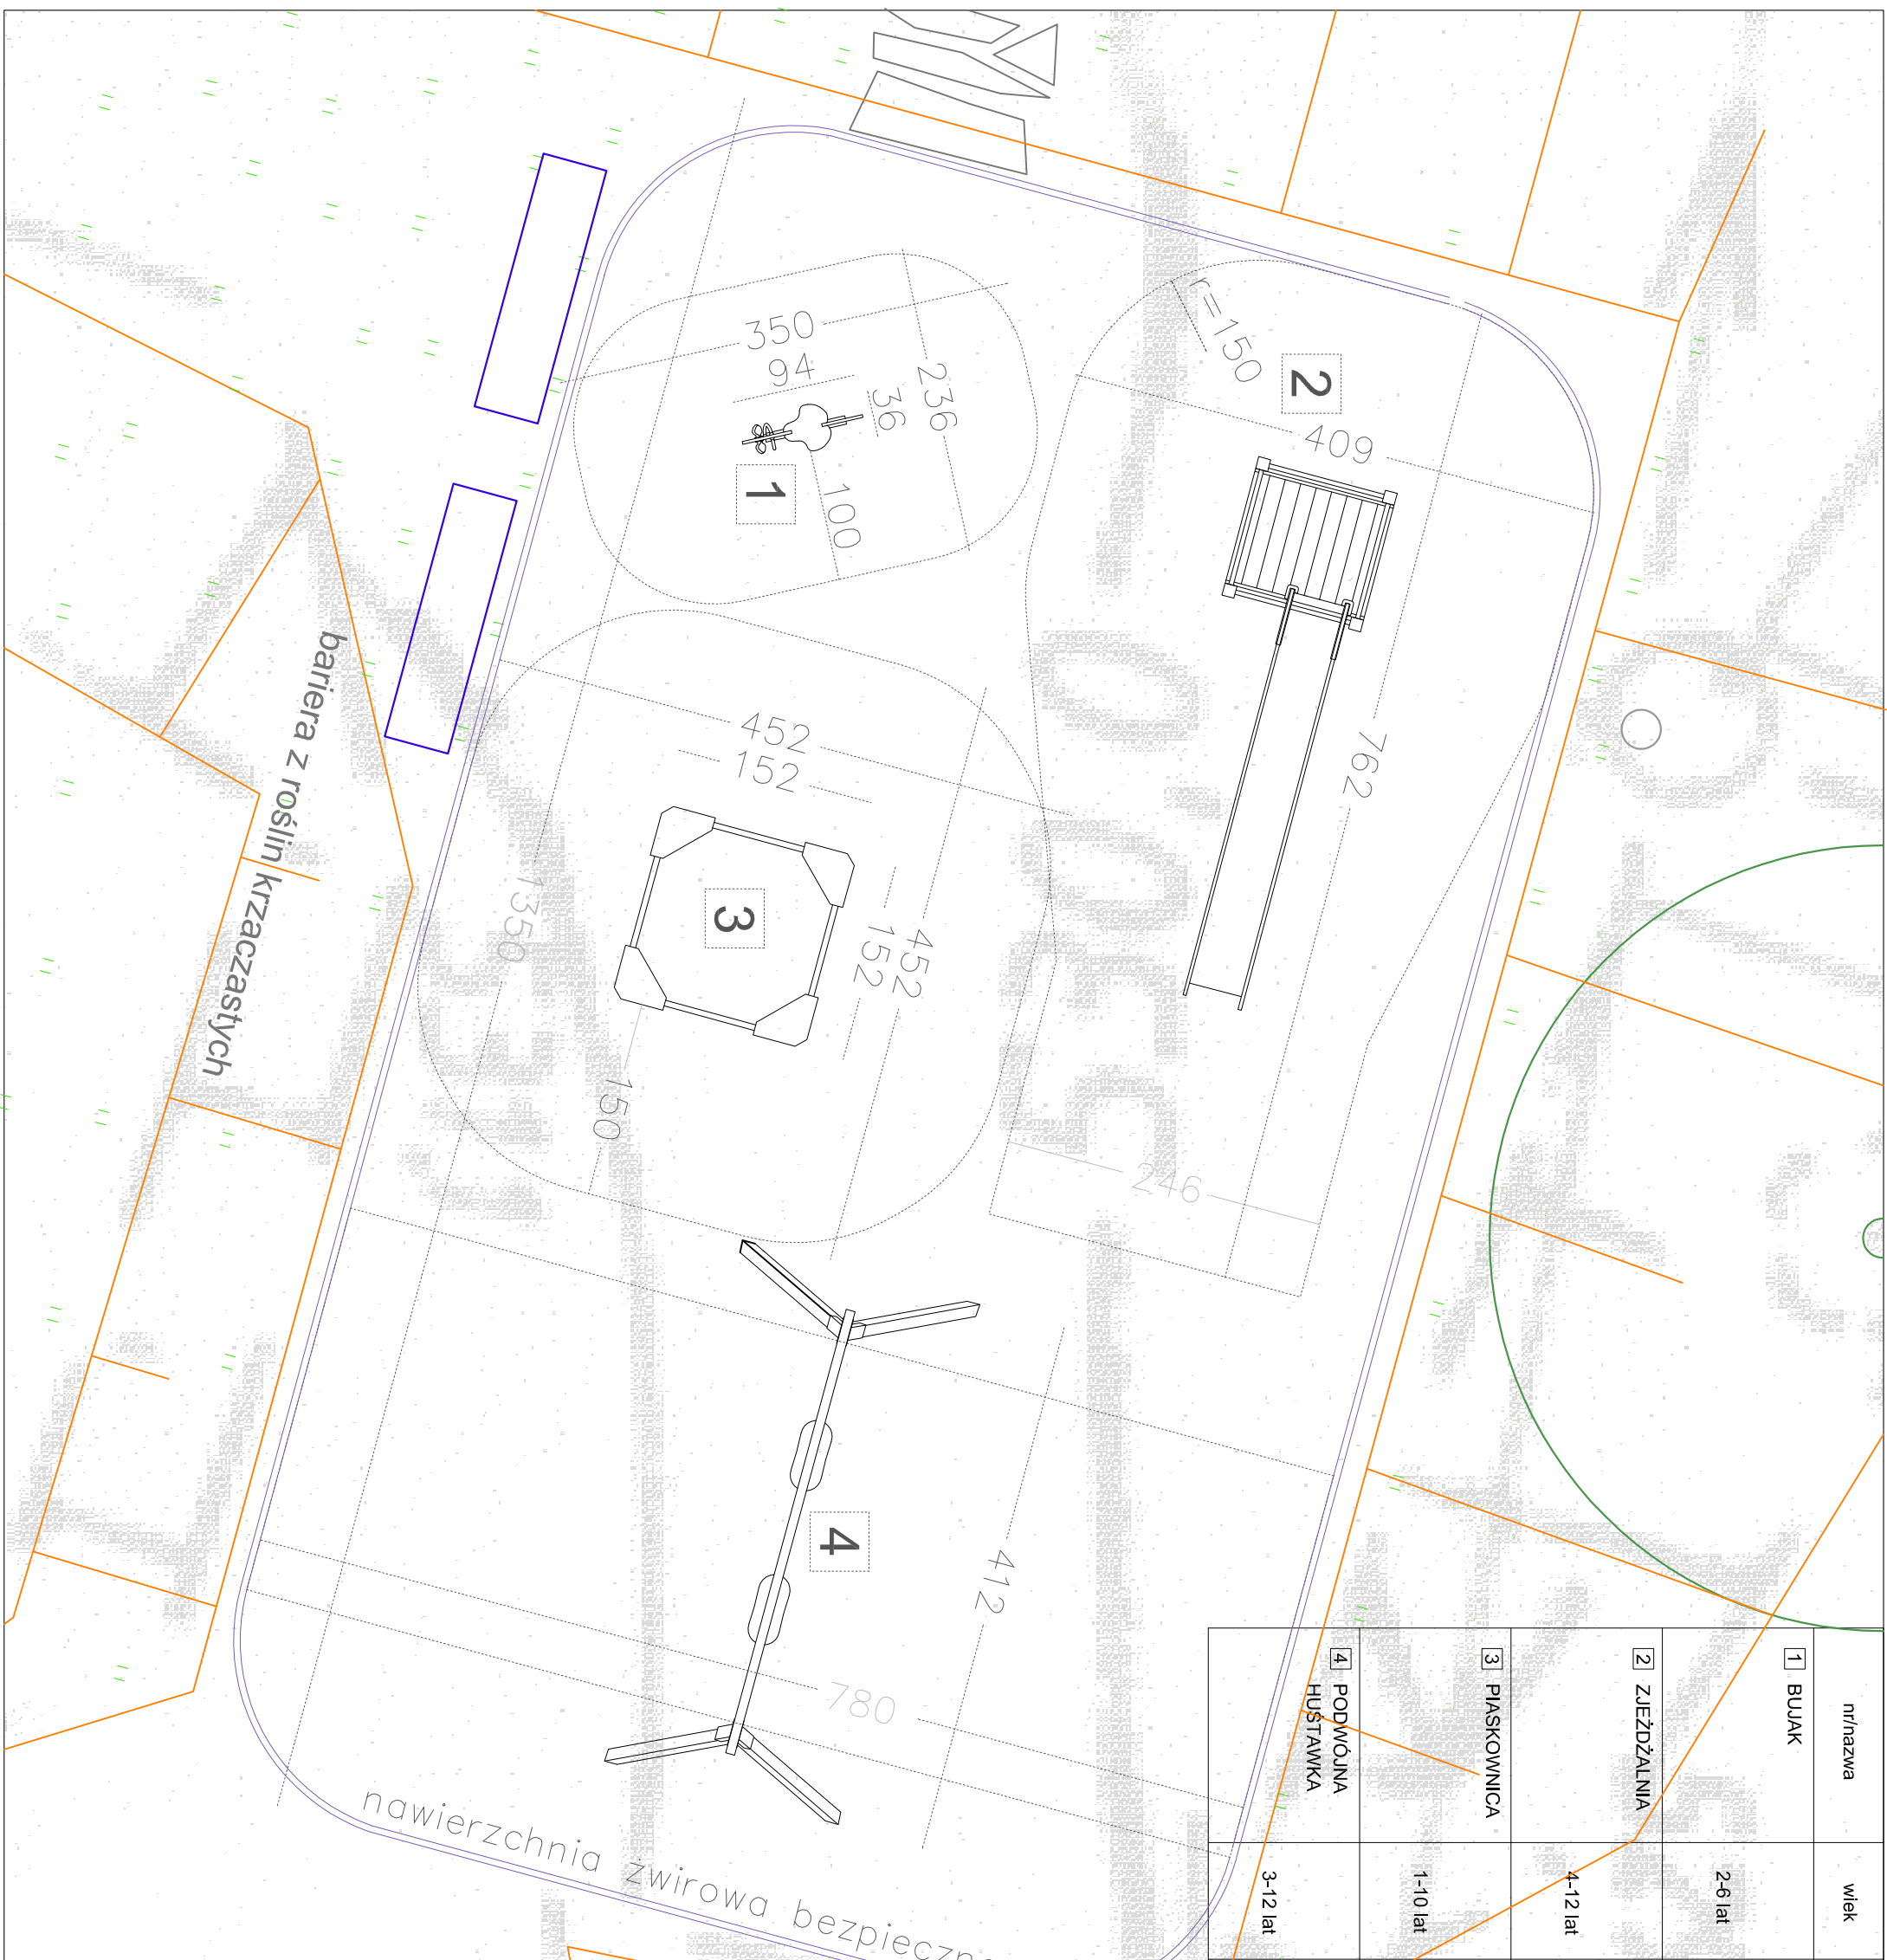 nr/nazwa
wiek
1 BUJAK
2-6 lat
2 ZJEŻDŻALNIA
4-12 lat
3 PIASKOWNICA
1-10 lat
4 PODWÓJNA
HUŚTAWKA
3-12 lat
r=150
2
409
762
246
350
94
36
236
1
100
452
152
3
452
152
150
1350
4
412
780
bariera z roślin krzaczastych
nawierzchnia żwirowa